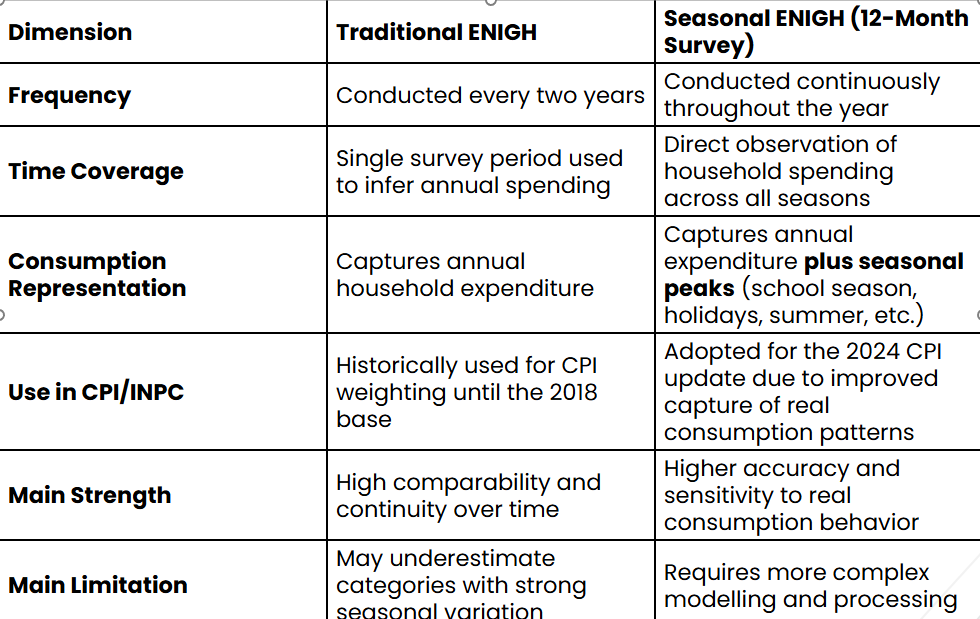 Dimension
Traditional ENIGH
Seasonal ENIGH (12-Month
Survey)
Frequency
Conducted every two years
Conducted continuously
throughout the year
Time Coverage
Single survey period used
to infer annual spending
Direct observation of
household spending
across all seasons
Consumption
Representation
Captures annual
household expenditure
Captures annual
expenditure plus seasonal
peaks (school season,
holidays, summer, etc.)
Use in CPI/INPC
Historically used for CPI
weighting until the 2018
base
Adopted for the 2024 CPI
update due to improved
capture of real
consumption patterns
Main Strength
High comparability and
continuity over time
Higher accuracy and
sensitivity to real
consumption behavior
Main Limitation
May underestimate
categories with strong
seasonal variation
Requires more complex
modelling and processing